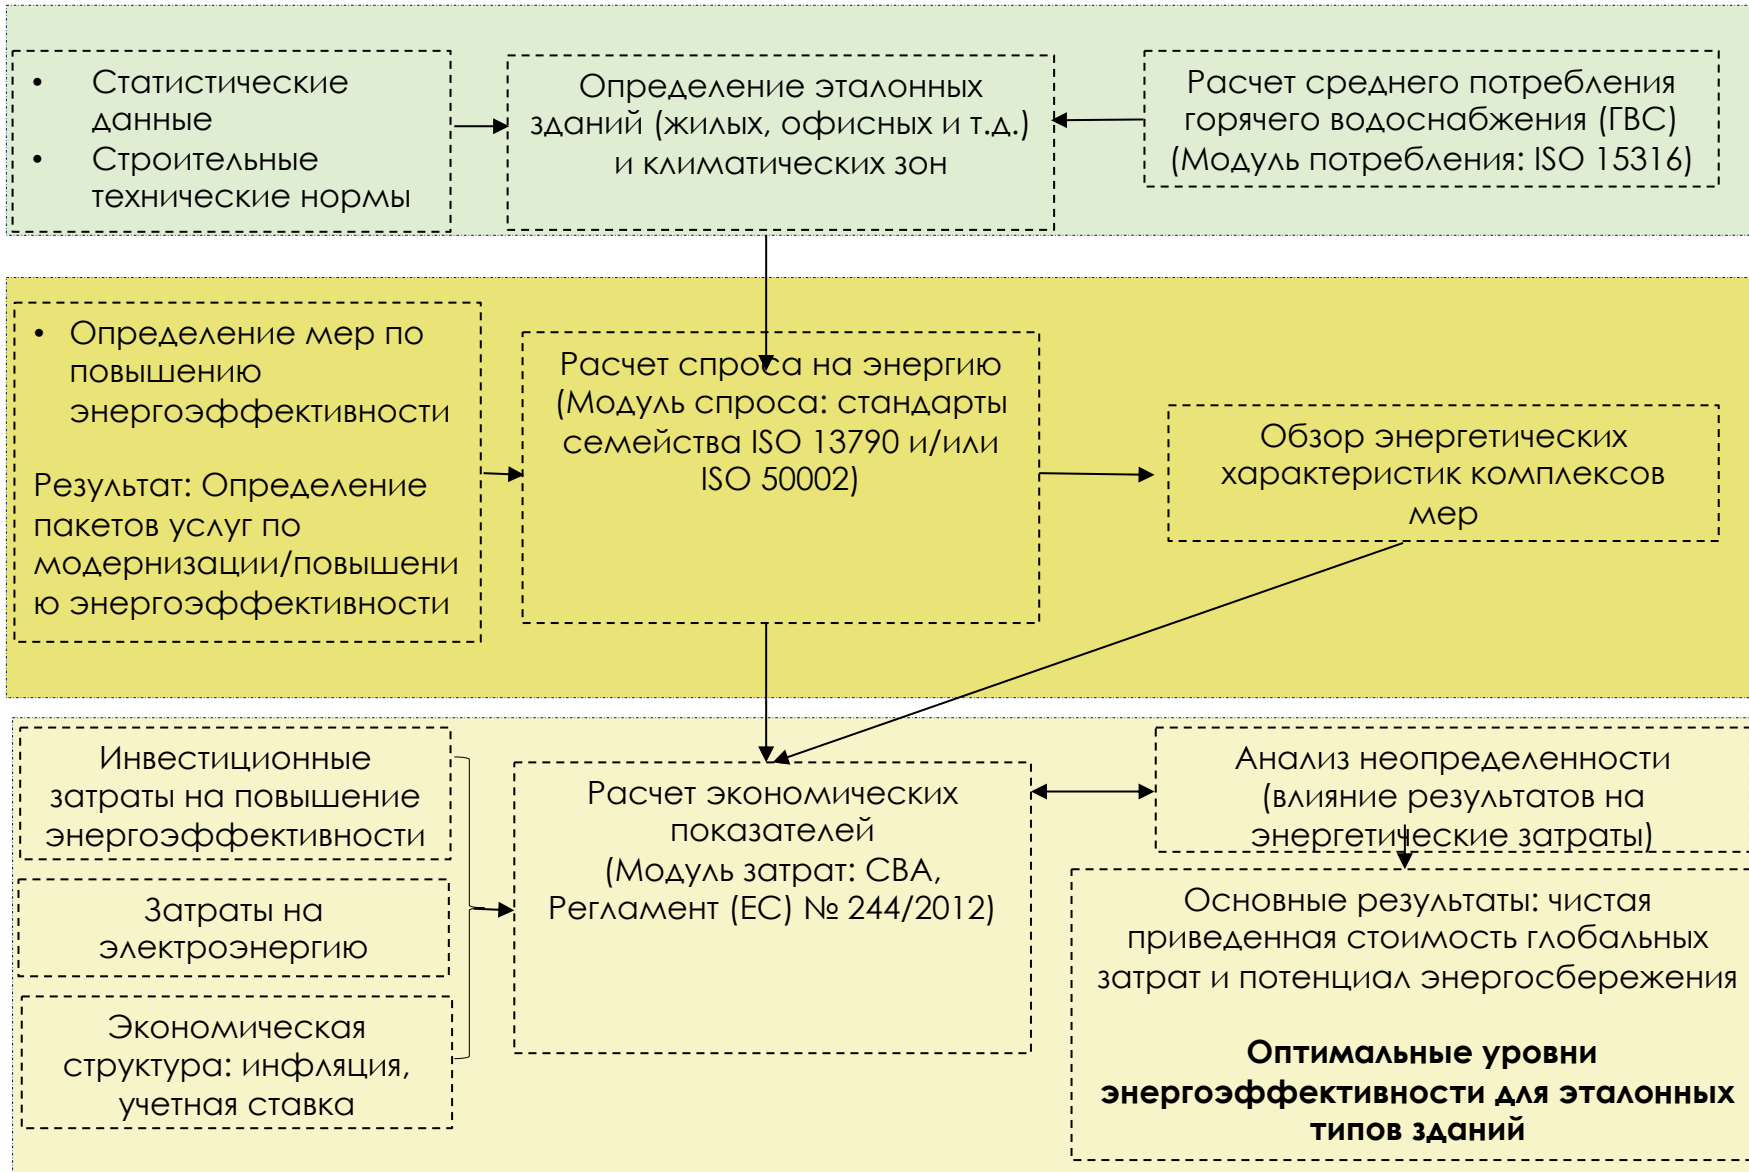 • Статистические
данные
• Строительные
технические нормы
Определение эталонных
зданий (жилых, офисных и т.д.)
и климатических зон
Расчет среднего потребления
горячего водоснабжения (ГВС)
(Модуль потребления: ISO 15316)
• Определение мер по
повышению
энергоэффективности
Результат: Определение
пакетов услуг по
модернизации/повышени
ю энергоэффективности
Расчет спроса на энергию
(Модуль спроса: стандарты
семейства ISO 13790 и/или
ISO 50002)
Обзор энергетических
характеристик комплексов
мер
Инвестиционные
затраты на повышение
энергоэффективности
Затраты на
электроэнергию
Экономическая
структура: инфляция,
учетная ставка
Расчет экономических
показателей
(Модуль затрат: CBA,
Регламент (ЕС) № 244/2012)
Анализ неопределенности
(влияние результатов на
энергетические затраты)
Основные результаты: чистая
приведенная стоимость глобальных
затрат и потенциал энергосбережения
Оптимальные уровни
энергоэффективности для эталонных
типов зданий